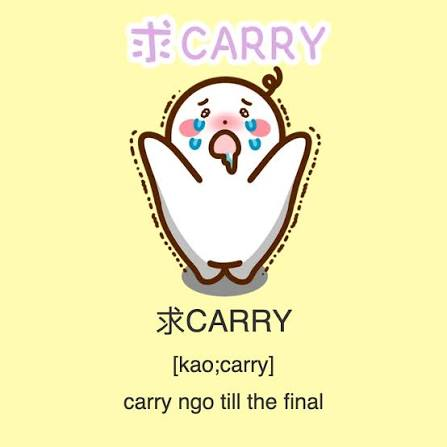 求CARRY
求CARRY
[kao;carry]
carry ngo till the final